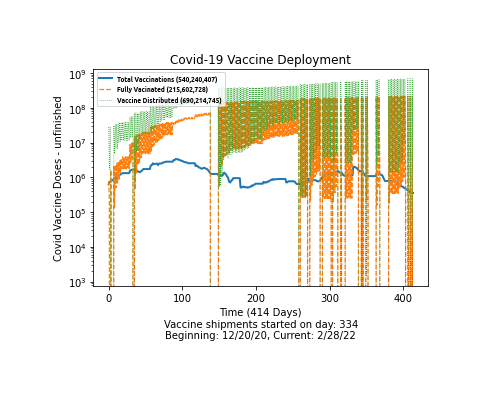 Covid-19 Vaccine Deployment
Total Vaccinations (540,240,407)
Fully Vacinated (215,602,728)
Vaccine Distributed (690,214,745)
Covid Vaccine Doses - unfinished
10⁹
10⁸
10⁷
10⁶
10⁵
10⁴
10³
0 100 200 300 400
Time (414 Days)
Vaccine shipments started on day: 334
Beginning: 12/20/20, Current: 2/28/22